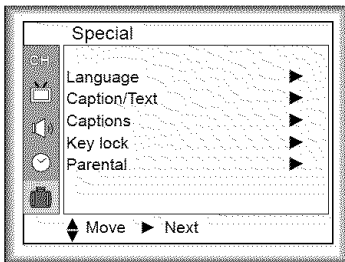 Special
CH
Language
Caption/Text
Captions
Key lock
Parental
Move Next